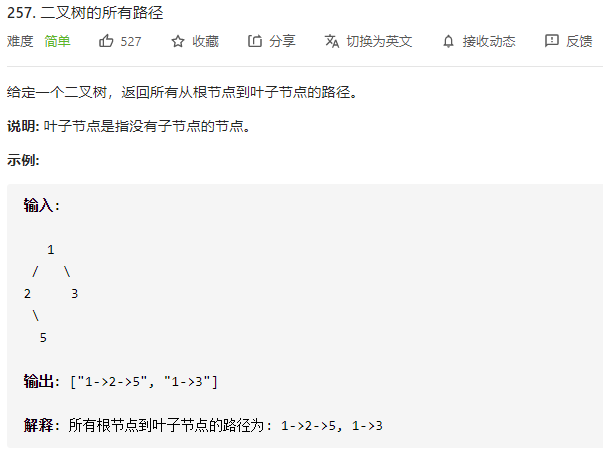 257. 二叉树的所有路径
难度 简单 527 收藏 分享 切换为英文 接收动态 反馈
给定一个二叉树，返回所有从根节点到叶子节点的路径。
说明: 叶子节点是指没有子节点的节点。
示例:
输入:
1
/ \
2 3
\
5
输出: ["1->2->5", "1->3"]
解释: 所有根节点到叶子节点的路径为: 1->2->5, 1->3